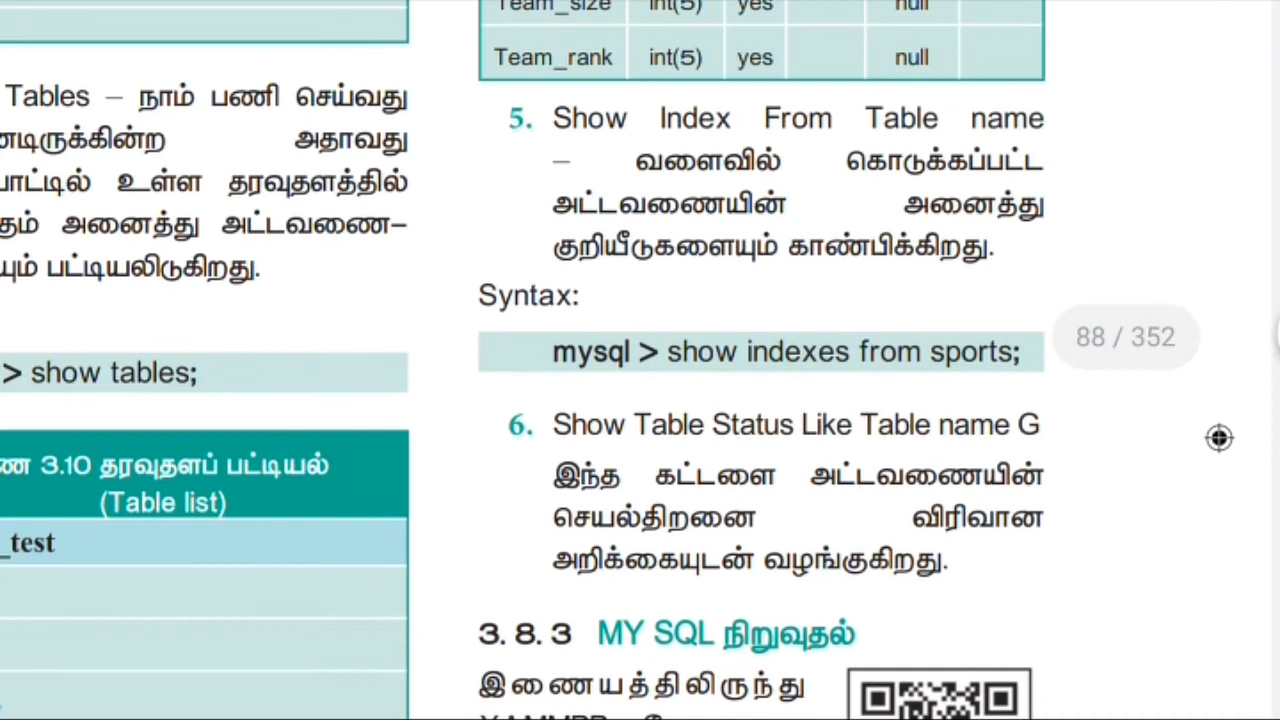 Tables – நாம் பணி செய்வது
அதாவது
உள்ள தரவுதளத்தில்
அனைத்து அட்டவணை–
யும் பட்டியலிடுகிறது.
> show tables;
3.10 தரவுதளப் பட்டியல்
(Table list)
_test
Team_size int(5) yes null
Team_rank int(5) yes null
5. Show Index From Table name
– வளைவில் கொடுக்கப்பட்ட
அட்டவணையின் அனைத்து
குறியீடுகளையும் காண்பிக்கிறது.
Syntax:
mysql > show indexes from sports;
88 / 352
6. Show Table Status Like Table name G
இந்த கட்டளை அட்டவணையின்
செயல்திறனை விரிவான
அறிக்கையுடன் வழங்குகிறது.
3. 8. 3 MY SQL நிறுவுதல்
இணையத்திலிருந்து